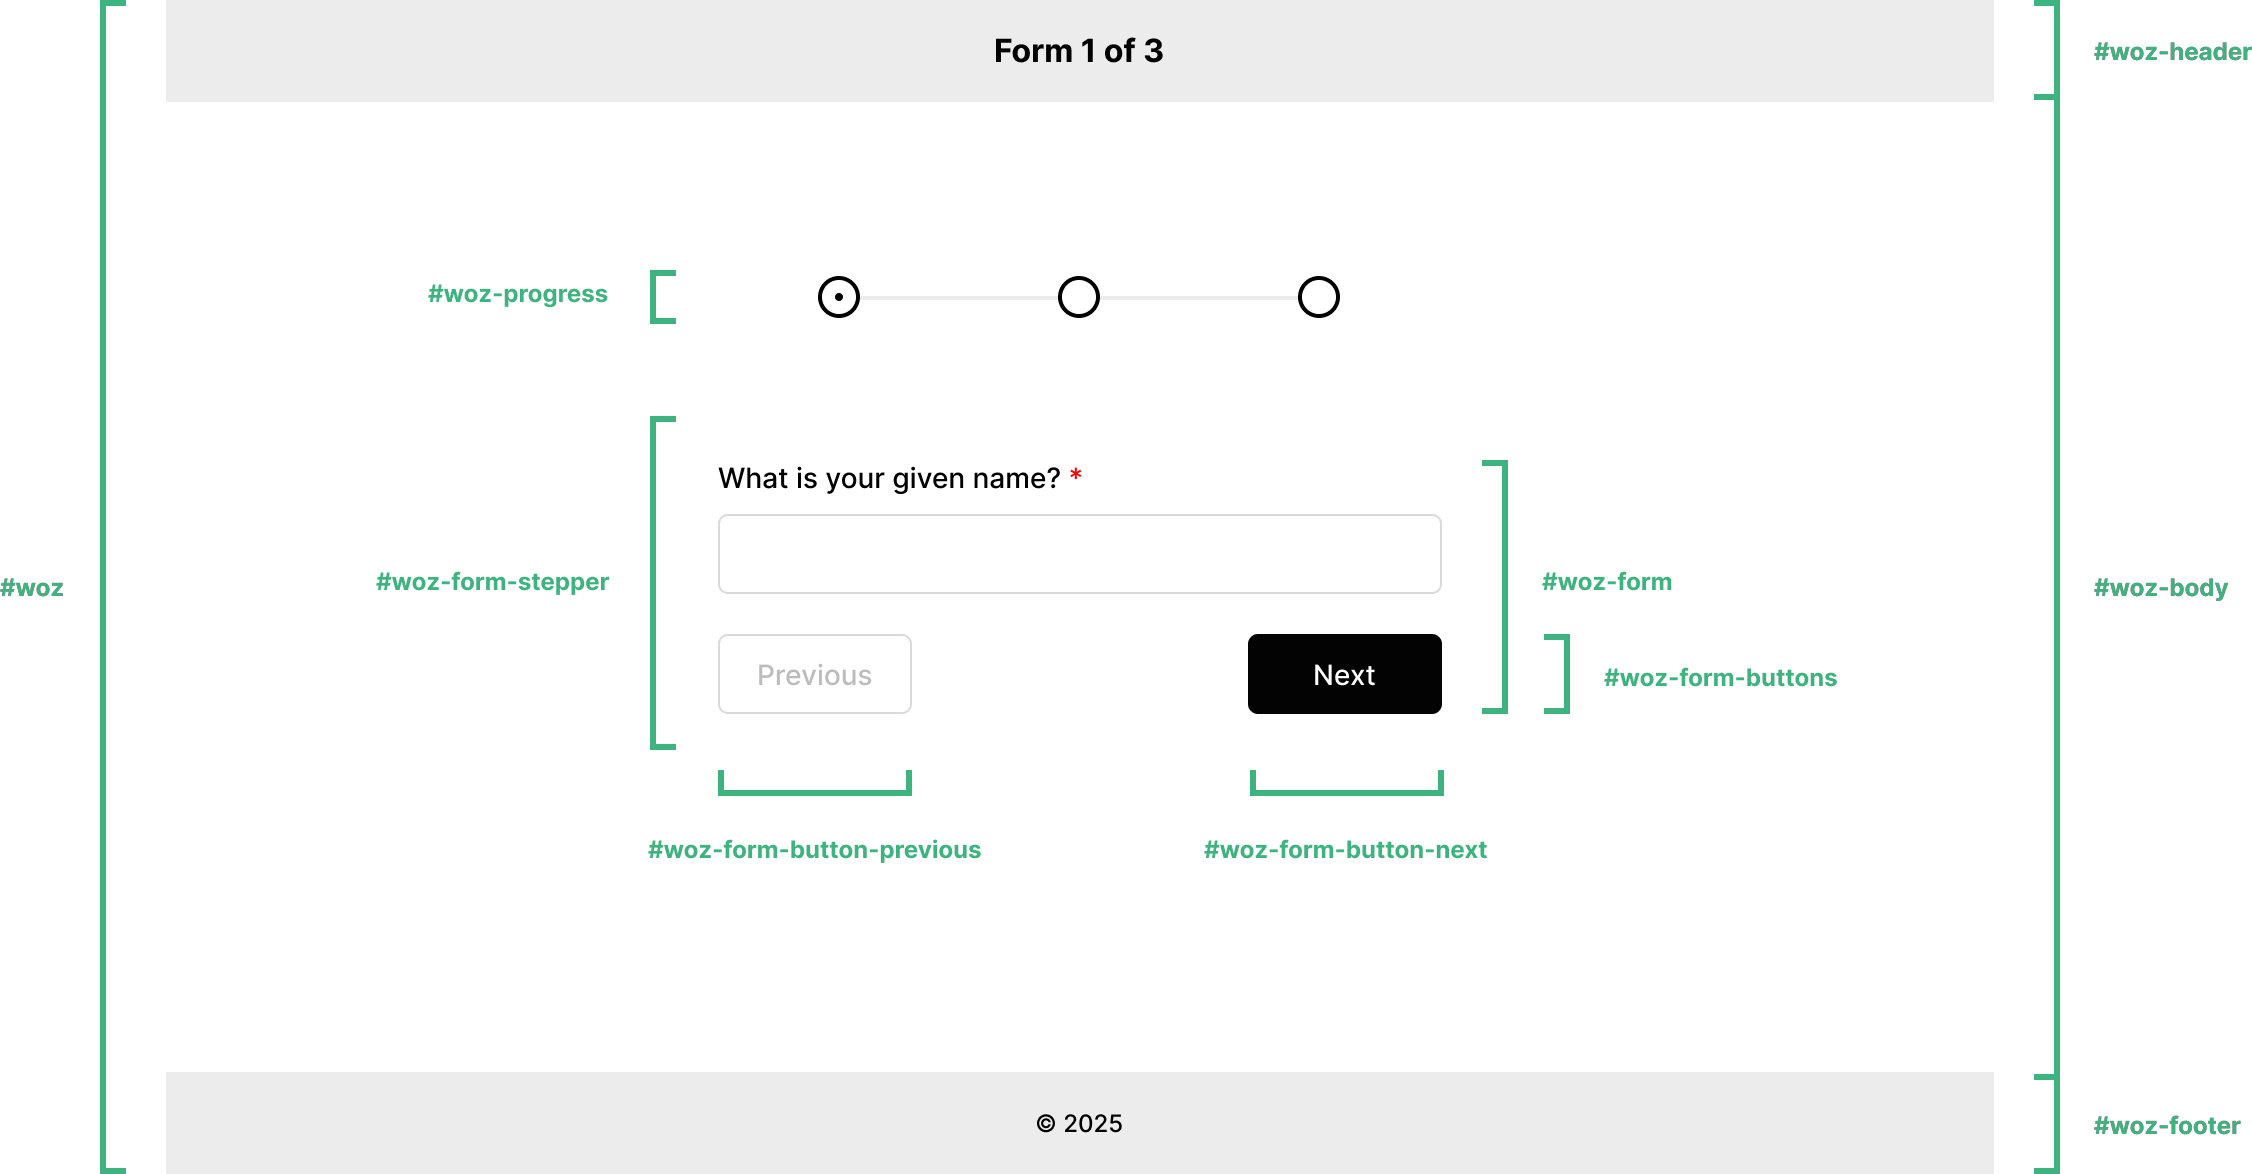 Form 1 of 3
#woz-header
#woz-progress
What is your given name? *
#woz
#woz-form-stepper
#woz-form
#woz-body
Previous
Next
#woz-form-buttons
#woz-form-button-previous
#woz-form-button-next
© 2025
#woz-footer